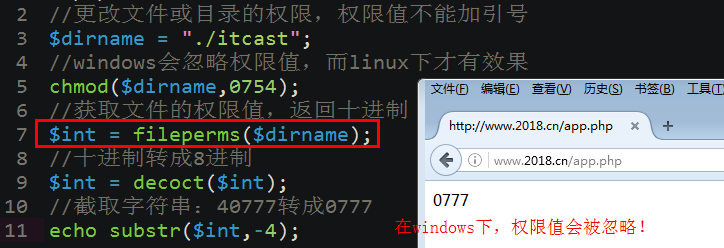 2 //更改文件或目录的权限，权限值不能加引号
3 $dirname = "./itcast";
4 //windows会忽略权限值，而linux下才有效果
5 chmod($dirname,0754);
6 //获取文件的权限值，返回十进制
7 $int = fileperms($dirname);
8 //十进制转成8进制
9 $int = decoct($int);
10 //截取字符串：40777转成0777
11 echo substr($int,-4);
文件(F) 编辑(E) 查看(V) 历史(S) 书签(B) 工具(T)
http://www.2018.cn/app.php
www.2018.cn/app.php
0777
在windows下，权限值会被忽略！